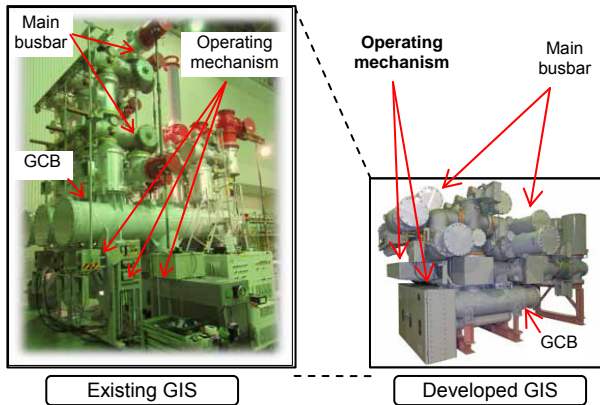 Main
busbar
Operating
mechanism
GCB
Existing GIS
Operating
mechanism
Main
busbar
GCB
Developed GIS